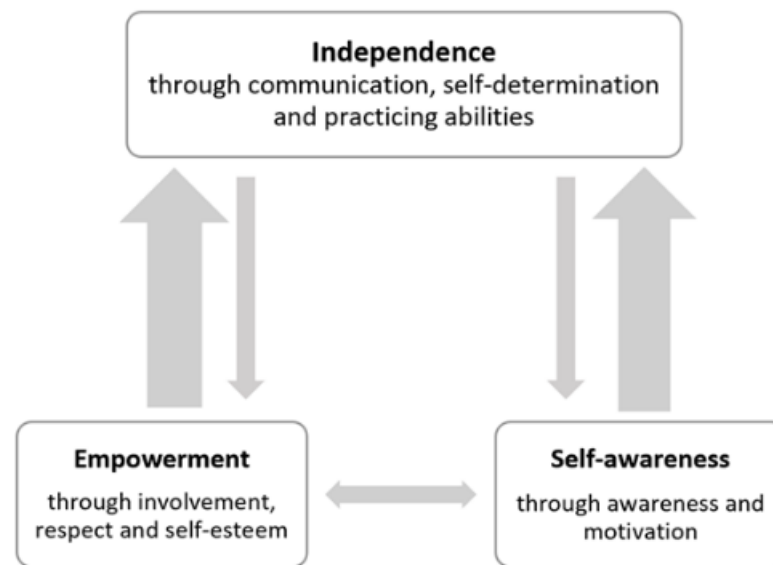 Independence
through communication, self-determination
and practicing abilities
Empowerment
through involvement,
respect and self-esteem
Self-awareness
through awareness and
motivation